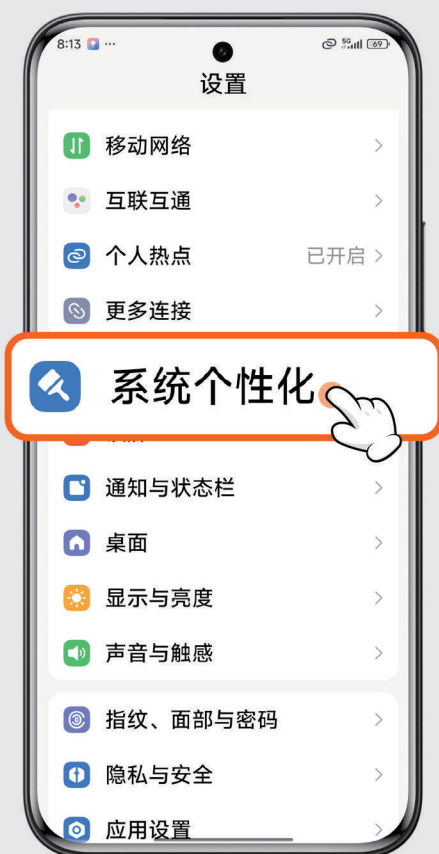 8:13
5G
69
设置
移动网络
互联互通
个人热点 已开启
更多连接
系统个性化
通知与状态栏
桌面
显示与亮度
声音与触感
指纹、面部与密码
隐私与安全
应用设置